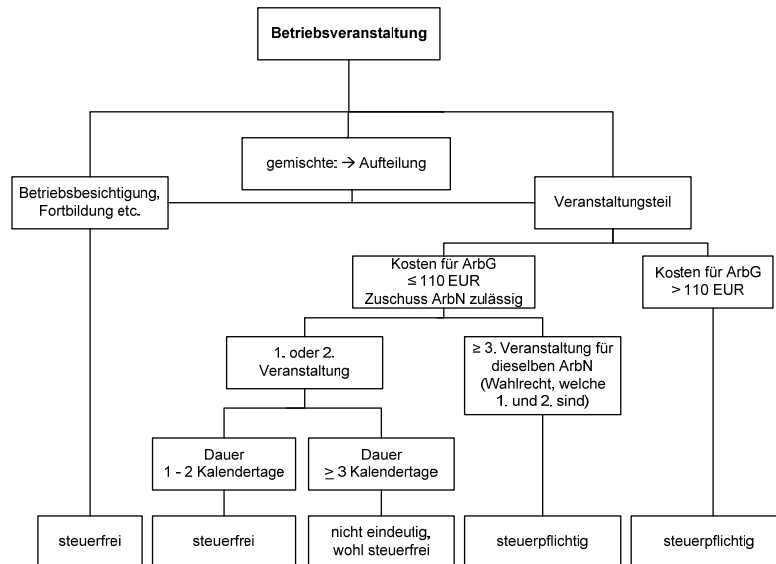 Betriebsveranstaltung
gemischte: → Aufteilung
Betriebsbesichtigung,
Fortbildung etc.
Veranstaltungsteil
Kosten für ArbG
≤ 110 EUR
Zuschuss ArbN zulässig
Kosten für ArbG
> 110 EUR
1. oder 2.
Veranstaltung
≥ 3. Veranstaltung für
dieselben ArbN
(Wahlrecht, welche
1. und 2. sind)
Dauer
1 - 2 Kalendertage
Dauer
≥ 3 Kalendertage
steuerfrei
steuerfrei
nicht eindeutig,
wohl steuerfrei
steuerpflichtig
steuerpflichtig